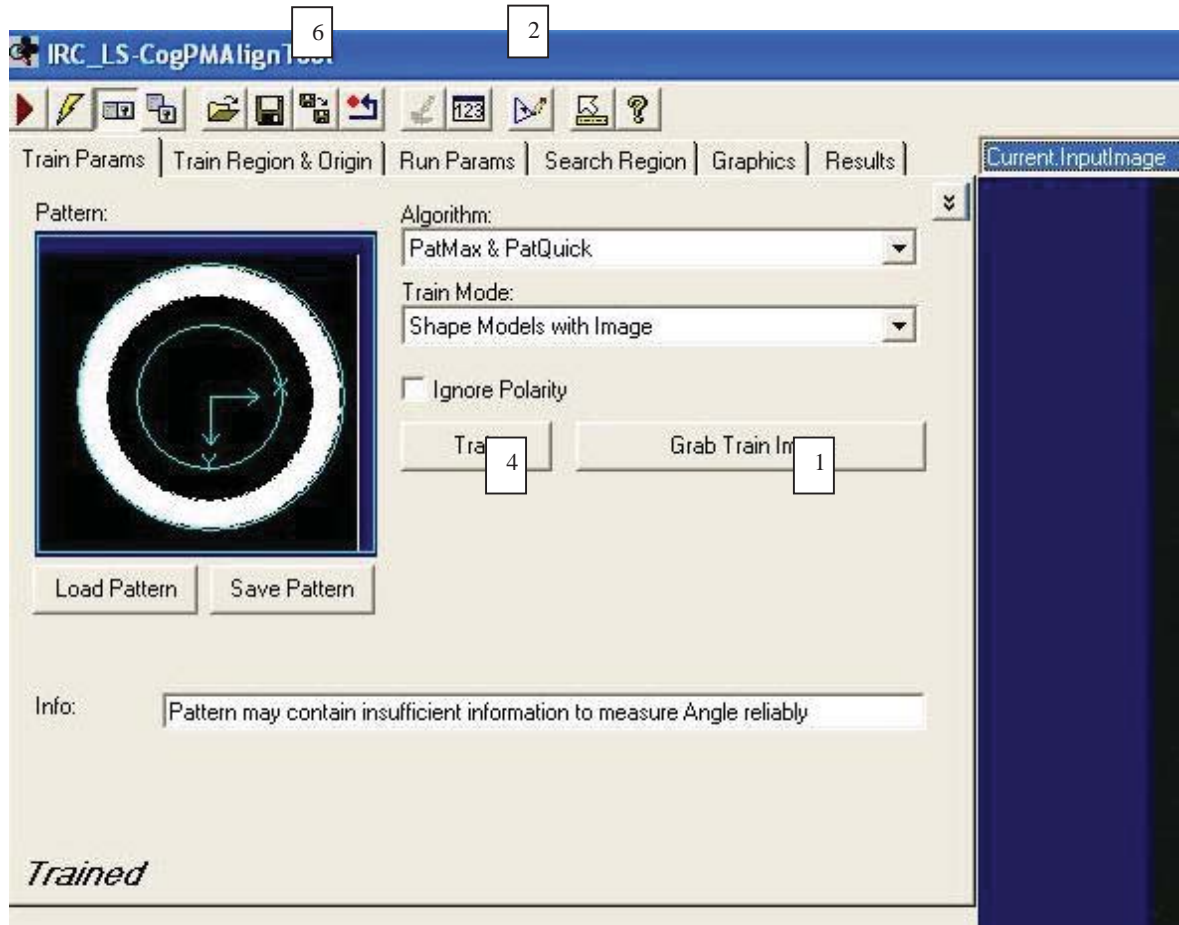 6
2
IRC_LS-CogPMAlignTool
123
Train Params Train Region & Origin Run Params Search Region Graphics Results
Current.InputImage
Pattern:
Algorithm:
PatMax & PatQuick
Train Mode:
Shape Models with Image
Ignore Polarity
X
Y
Grab Train
4
1
Load Pattern Save Pattern
Info:
Pattern may contain insufficient information to measure Angle reliably
Trained